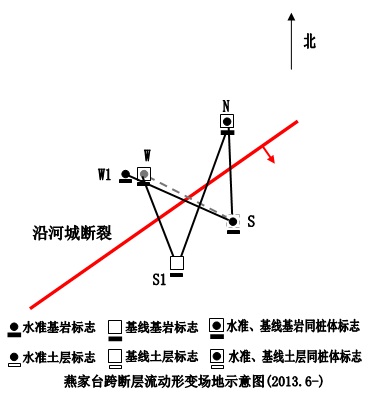 北
N
W
W1
S
沿河城断裂
S1
水准基岩标志 基线基岩标志 水准、基线基岩同桩体标志
水准土层标志 基线土层标志 水准、基线土层同桩体标志
燕家台跨断层流动形变场地示意图(2013.6-)